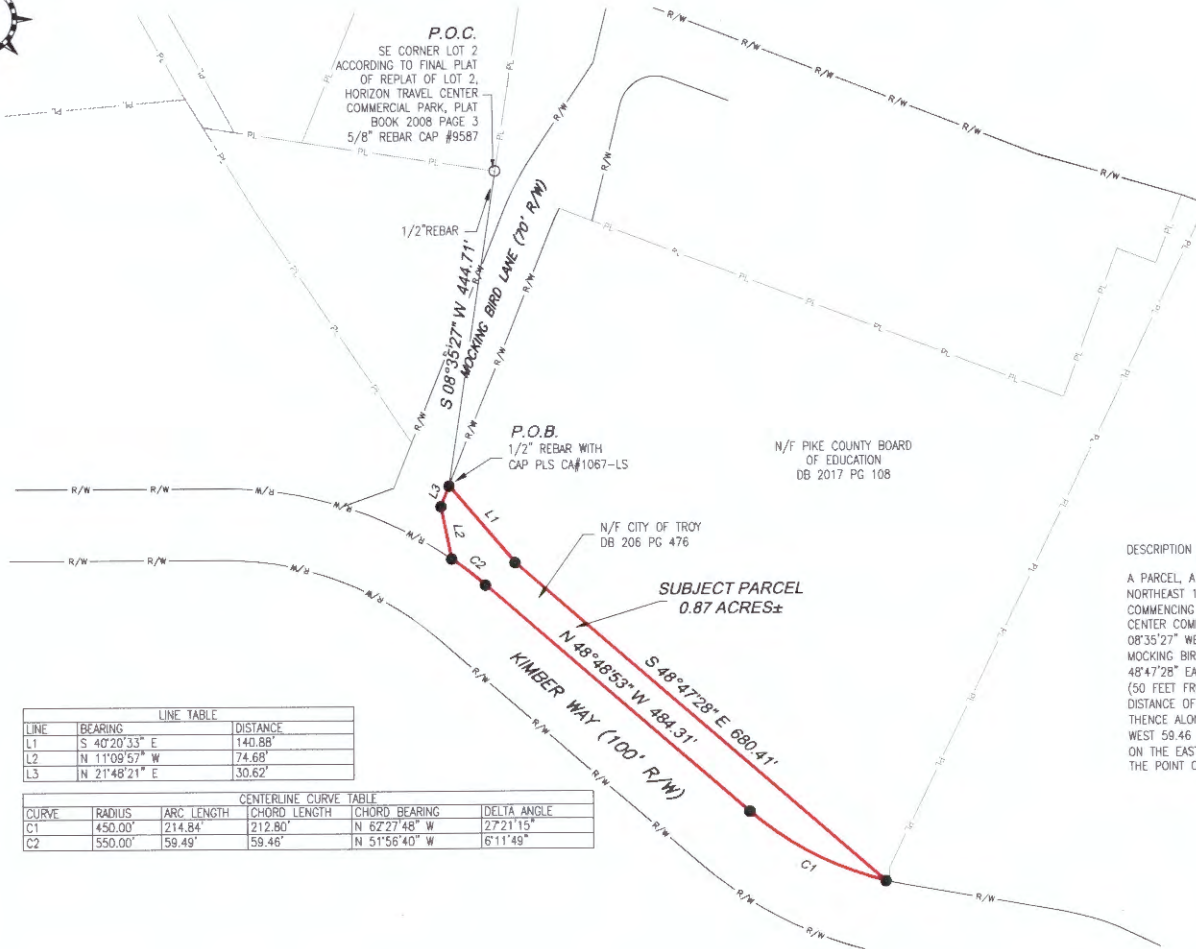 P.O.C.
SE CORNER LOT 2
ACCORDING TO FINAL PLAT
OF REPLAT OF LOT 2,
HORIZON TRAVEL CENTER
COMMERCIAL PARK, PLAT
BOOK 2008 PAGE 3
5/8" REBAR CAP #9587
1/2"REBAR
S 08°35'27" W 444.71'
MOCKING BIRD LANE (70' R/W)
P.O.B.
1/2" REBAR WITH
CAP PLS CA#1067-LS
N/F PIKE COUNTY BOARD
OF EDUCATION
DB 2017 PG 108
L3
L1
L2
C2
N/F CITY OF TROY
DB 206 PG 476
SUBJECT PARCEL
0.87 ACRES±
S 48°47'28" E 680.41'
N 48°48'53" W 484.31'
KIMBER WAY (100' R/W)
C1
R/W
PL
DESCRIPTION
A PARCEL, A
NORTHEAST 1
COMMENCING
CENTER COM
08°35'27" WE
MOCKING BIR
48°47'28" EA
(50 FEET FR
DISTANCE OF
THENCE ALO
WEST 59.46
ON THE EAST
THE POINT O
LINE TABLE
LINE BEARING DISTANCE
L1 S 40°20'33" E 140.88'
L2 N 11°09'57" W 74.68'
L3 N 21°48'21" E 30.62'
CENTERLINE CURVE TABLE
CURVE RADIUS ARC LENGTH CHORD LENGTH CHORD BEARING DELTA ANGLE
C1 450.00' 214.84' 212.80' N 62°27'48" W 27°21'15"
C2 550.00' 59.49' 59.46' N 51°56'40" W 6°11'49"